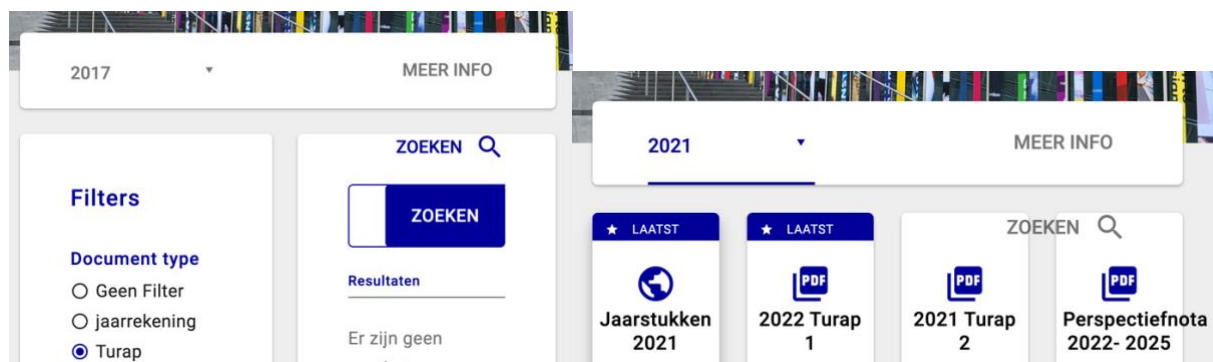 2017
MEER INFO
ZOEKEN
Filters
ZOEKEN
Document type
Resultaten
Geen Filter
jaarrekening
Er zijn geen
Turap
2021
MEER INFO
ZOEKEN
LAATST
LAATST
Jaarstukken
2021
PDF
2022 Turap
1
PDF
2021 Turap
2
PDF
Perspectiefnota
2022- 2025